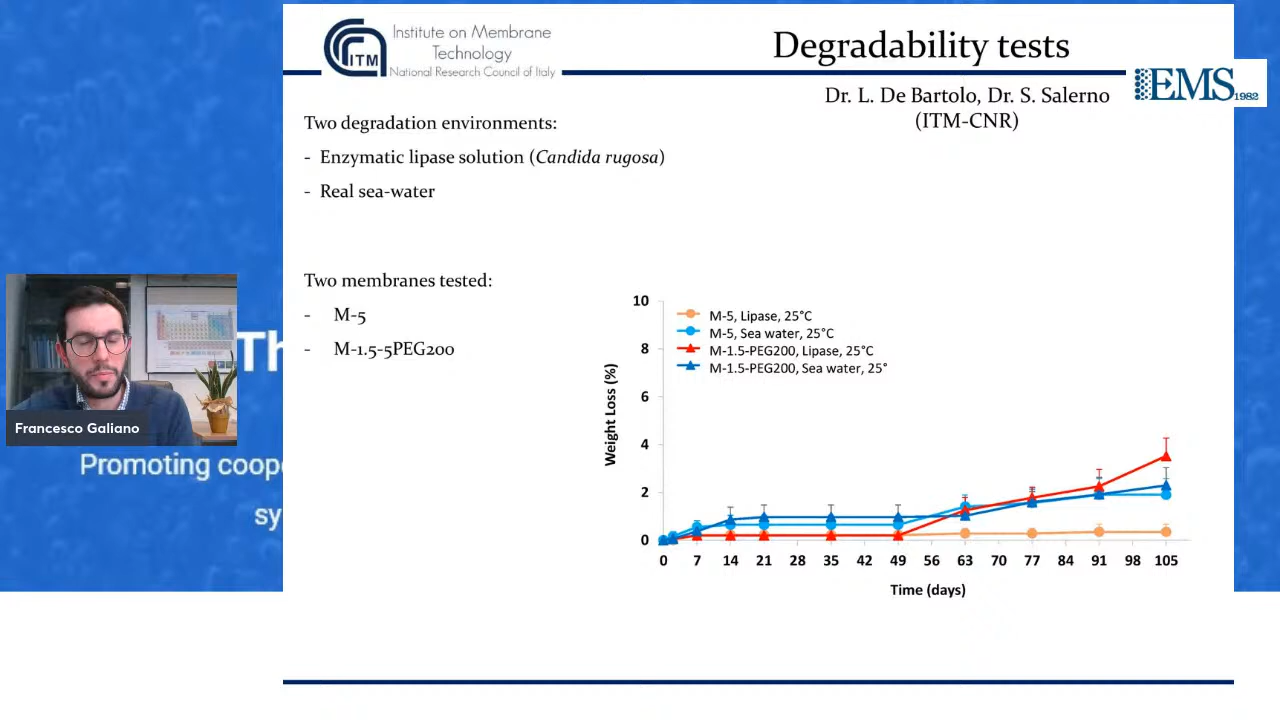 Institute on Membrane
Technology
National Research Council of Italy
ITM
Degradability tests
EMS 1982
Dr. L. De Bartolo, Dr. S. Salerno
(ITM-CNR)
Two degradation environments:
- Enzymatic lipase solution (Candida rugosa)
- Real sea-water
Two membranes tested:
- M-5
- M-1.5-5PEG200
Francesco Galiano
Th
Promoting coope
sy
M-5, Lipase, 25°C
M-5, Sea water, 25°C
M-1.5-PEG200, Lipase, 25°C
M-1.5-PEG200, Sea water, 25°
Weight Loss (%)
10
8
6
4
2
0
0 7 14 21 28 35 42 49 56 63 70 77 84 91 98 105
Time (days)